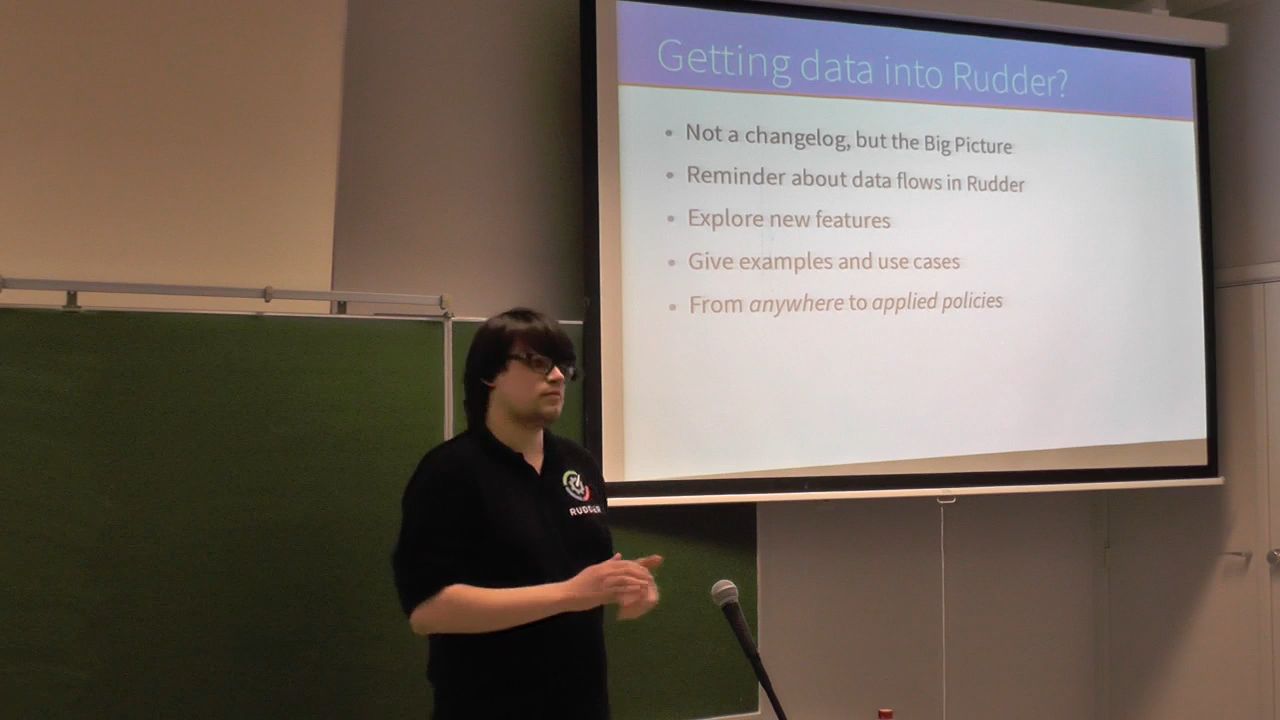 Getting data into Rudder?
• Not a changelog, but the Big Picture
• Reminder about data flows in Rudder
• Explore new features
• Give examples and use cases
• From anywhere to applied policies
RUDDER